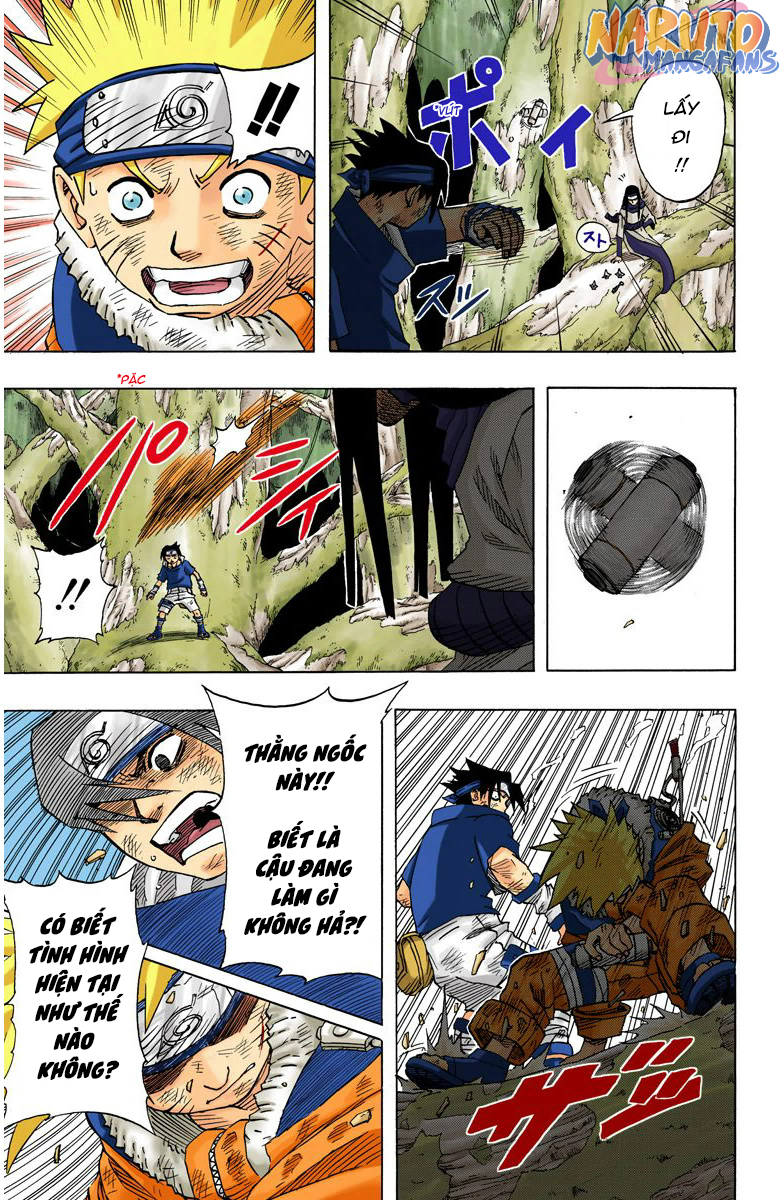 NARUTO
MANGAFANS
LẤY
ĐI
!!
*VÚT
ポイ
スト
スッ
!!
*PẶC
パシィ
!!
ザッ
THẰNG NGỐC
NÀY!!
BIẾT LÀ
CẬU ĐANG
LÀM GÌ
KHÔNG HẢ?!
CÓ BIẾT
TÌNH HÌNH
HIỆN TẠI
NHƯ THẾ
NÀO
KHÔNG?